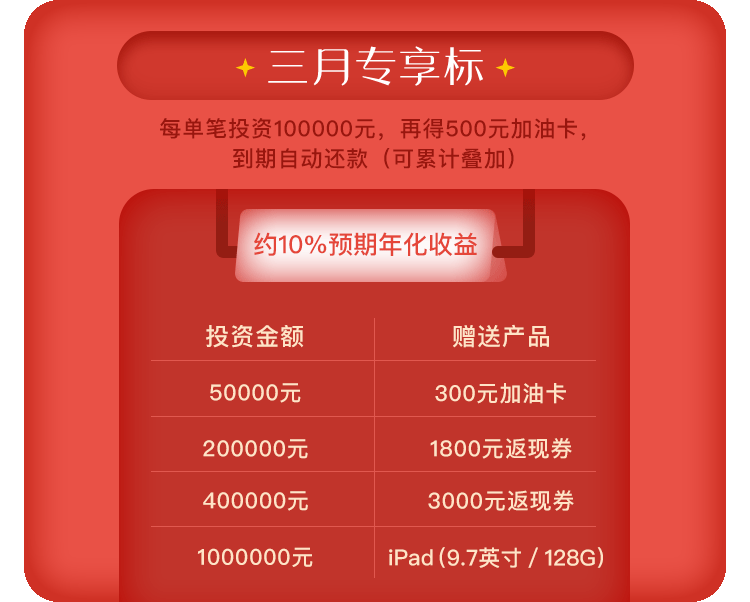 三月专享标
每单笔投资100000元，再得500元加油卡，
到期自动还款（可累计叠加）
约10%预期年化收益
投资金额 赠送产品
50000元 300元加油卡
200000元 1800元返现券
400000元 3000元返现券
1000000元 iPad（9.7英寸 / 128G）